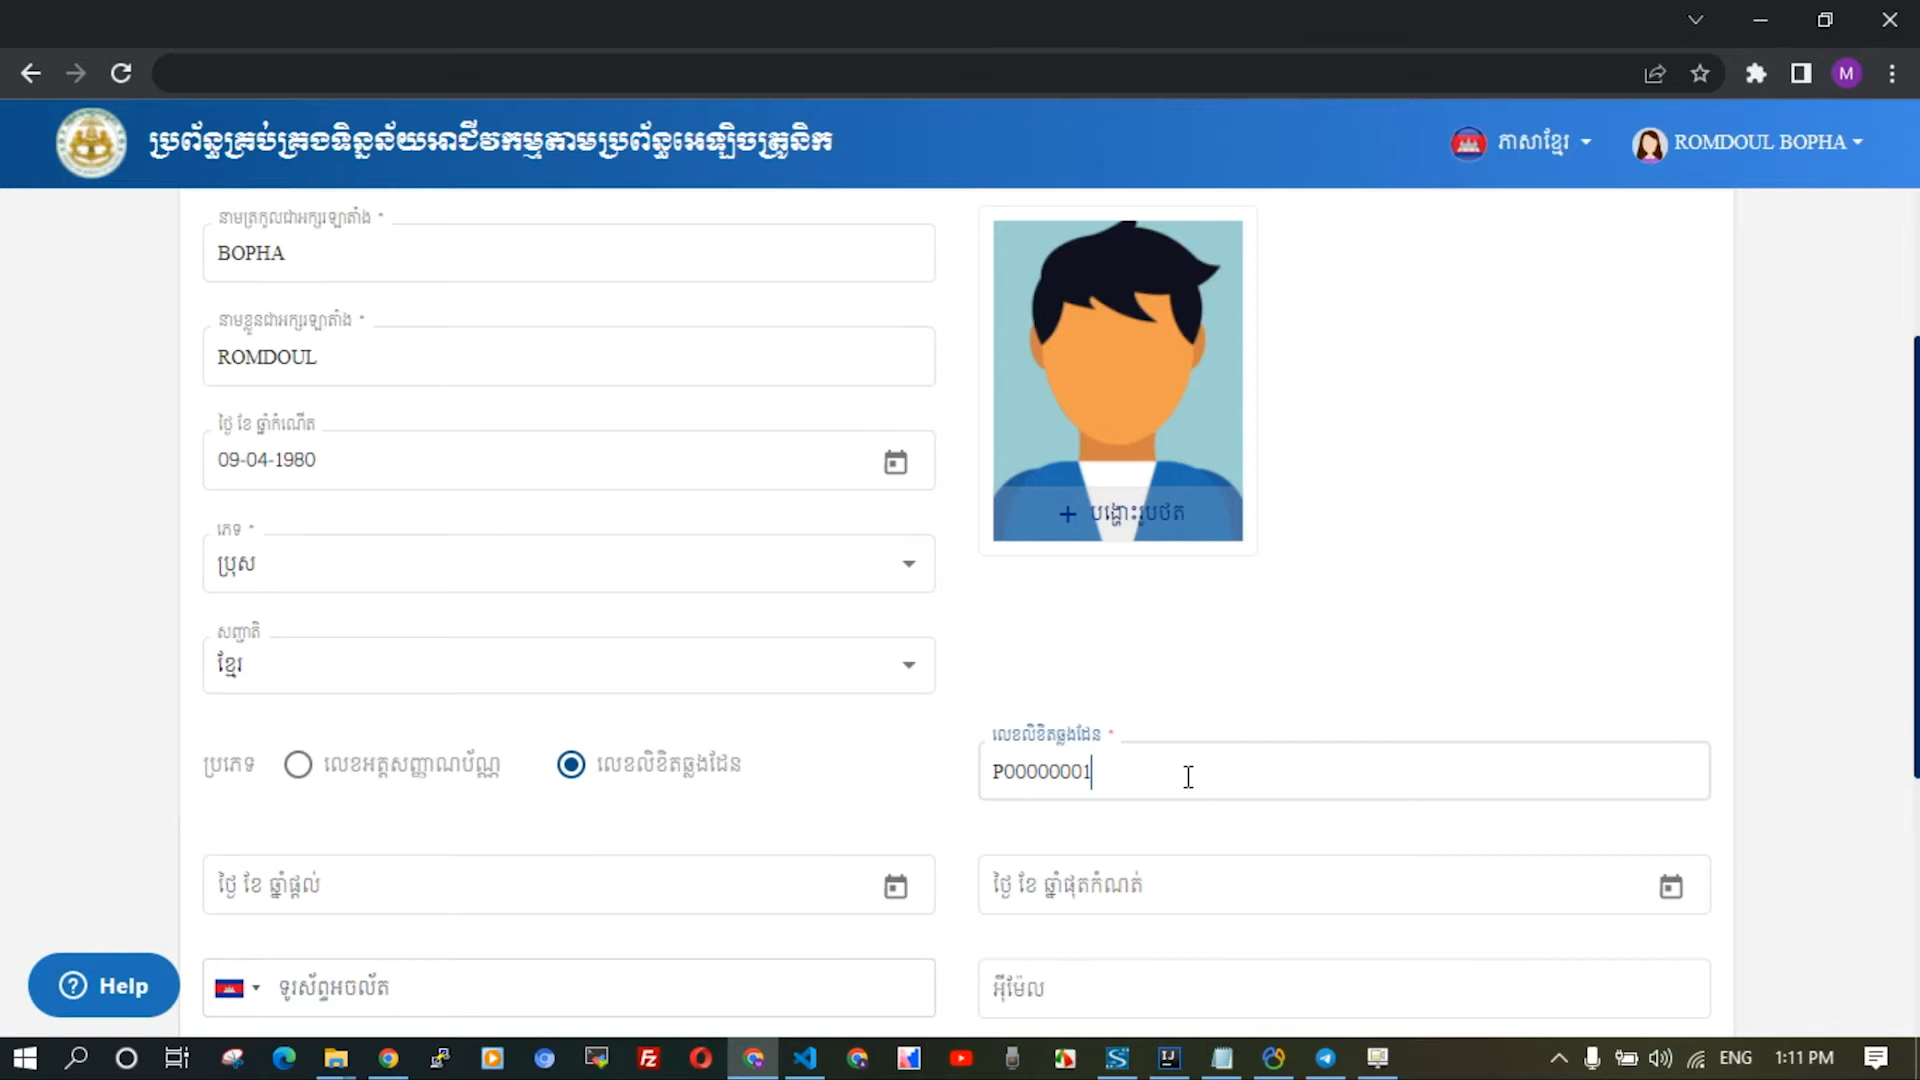 ប្រព័ន្ធគ្រប់គ្រងទិន្នន័យអាជីវកម្មតាមប្រព័ន្ធអេឡិចត្រូនិក
ភាសាខ្មែរ
ROMDOUL BOPHA
M
នាមត្រកូលជាអក្សរឡាតាំង *
BOPHA
នាមខ្លួនជាអក្សរឡាតាំង *
ROMDOUL
ថ្ងៃ ខែ ឆ្នាំកំណើត
09-04-1980
+ បង្ហោះរូបថត
ភេទ *
ប្រុស
សញ្ជាតិ
ខ្មែរ
ប្រភេទ
លេខអត្តសញ្ញាណប័ណ្ណ
លេខលិខិតឆ្លងដែន
លេខលិខិតឆ្លងដែន *
P00000001
ថ្ងៃ ខែ ឆ្នាំផ្តល់
ថ្ងៃ ខែ ឆ្នាំផុតកំណត់
ទូរស័ព្ទអចល័ត
អ៊ីម៉ែល
Help
ENG
1:11 PM